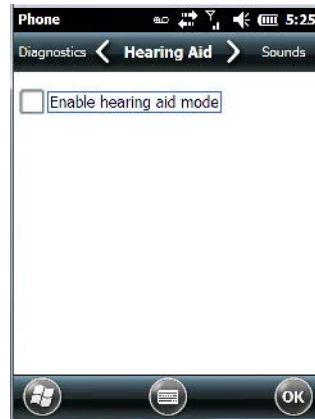 Phone 5:25
Diagnostics Hearing Aid Sounds
Enable hearing aid mode
OK